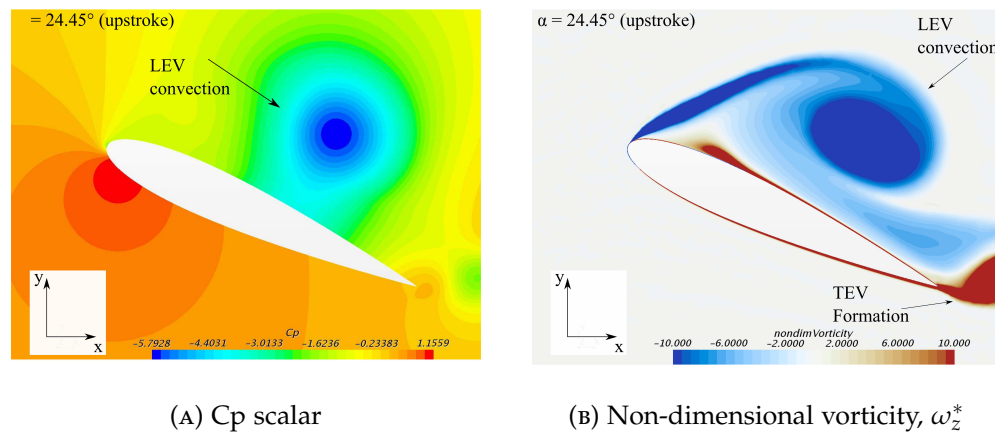 = 24.45° (upstroke)
LEV
convection
y
x
Cp
-5.7928 -4.4031 -3.0133 -1.6236 -0.23383 1.1559
(A) Cp scalar
α = 24.45° (upstroke)
LEV
convection
TEV
Formation
y
x
nondimVorticity
-10.000 -6.0000 -2.0000 2.0000 6.0000 10.000
(B) Non-dimensional vorticity, ω*z